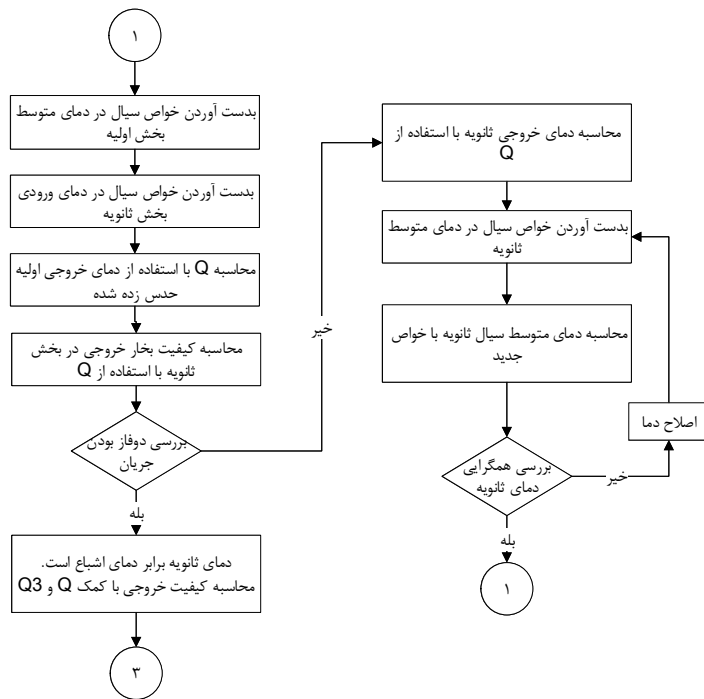 ۱
بدست آوردن خواص سیال در دمای متوسط
بخش اولیه
بدست آوردن خواص سیال در دمای ورودی
بخش ثانویه
محاسبه Q با استفاده از دمای خروجی اولیه
حدس زده شده
محاسبه کیفیت بخار خروجی در بخش
ثانویه با استفاده از Q
بررسی دوفاز بودن
جریان
خیر
بله
دمای ثانویه برابر دمای اشباع است.
محاسبه کیفیت خروجی با کمک Q و Q3
۳
محاسبه دمای خروجی ثانویه با استفاده از
Q
بدست آوردن خواص سیال در دمای متوسط
ثانویه
محاسبه دمای متوسط سیال ثانویه با خواص
جدید
اصلاح دما
بررسی همگرایی
دمای ثانویه
خیر
بله
۱